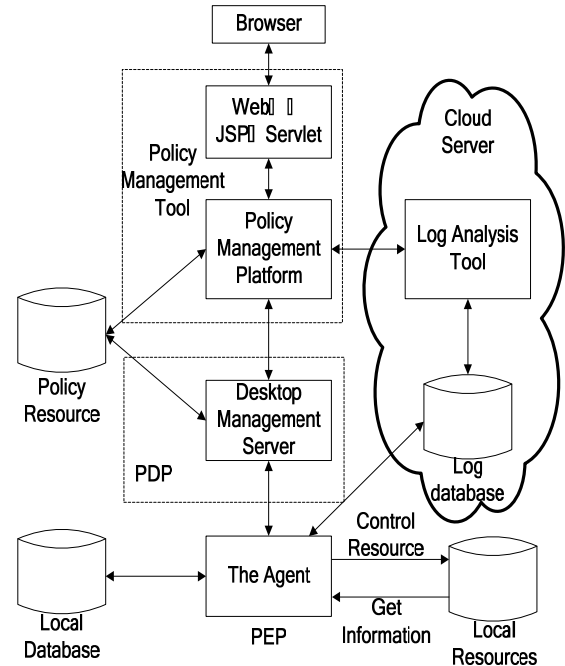 Browser
Web
JSP Servlet
Policy
Management
Tool
Policy
Management
Platform
Cloud
Server
Log Analysis
Tool
Policy
Resource
Desktop
Management
Server
PDP
Log
database
Control
Resource
The Agent
PEP
Get
Information
Local
Database
Local
Resources